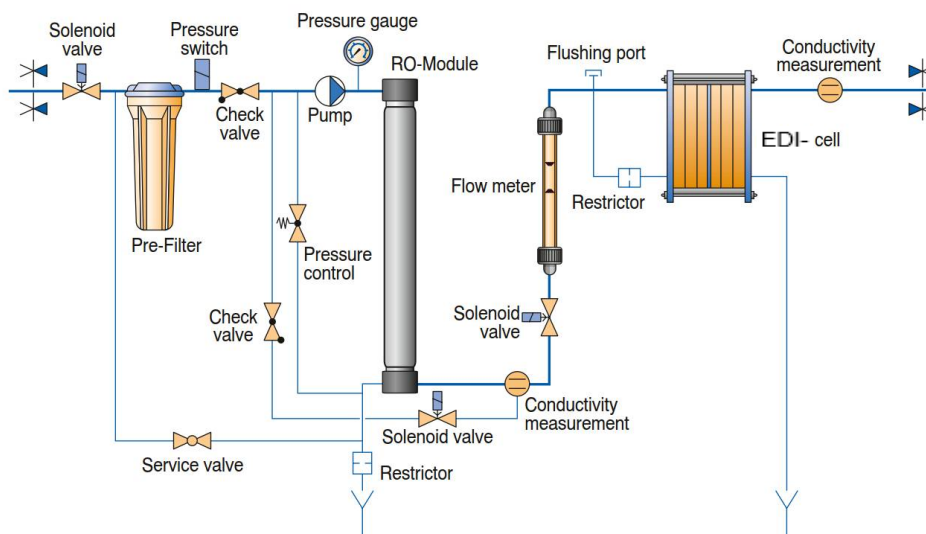 Pressure gauge
Solenoid
valve
Pressure
switch
RO-Module
Flushing port
Conductivity
measurement
Check
valve
Pump
EDI- cell
Flow meter
Restrictor
Pre-Filter
Pressure
control
Check
valve
Solenoid
valve
Conductivity
measurement
Solenoid valve
Service valve
Restrictor